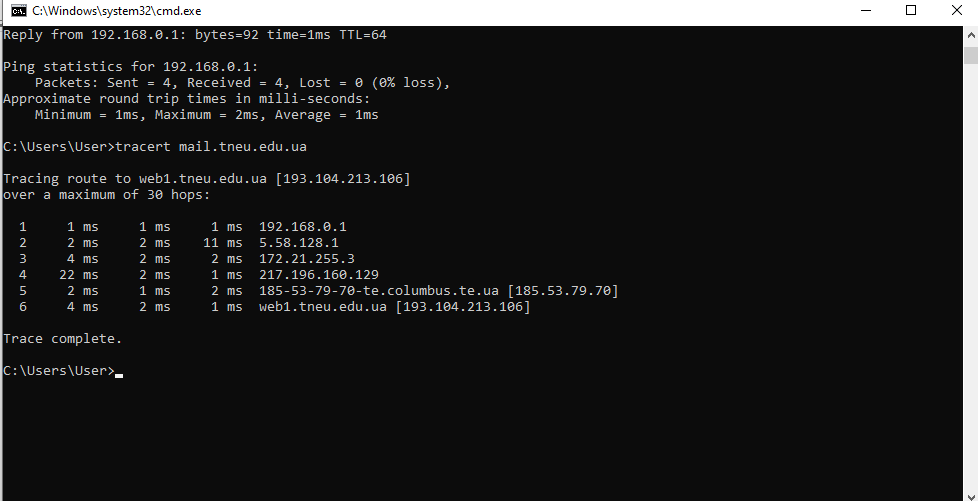 C:\Windows\system32\cmd.exe
Reply from 192.168.0.1: bytes=92 time=1ms TTL=64
Ping statistics for 192.168.0.1:
    Packets: Sent = 4, Received = 4, Lost = 0 (0% loss),
Approximate round trip times in milli-seconds:
    Minimum = 1ms, Maximum = 2ms, Average = 1ms
C:\Users\User>tracert mail.tneu.edu.ua
Tracing route to web1.tneu.edu.ua [193.104.213.106]
over a maximum of 30 hops:
  1     1 ms     1 ms     1 ms  192.168.0.1
  2     2 ms     2 ms    11 ms  5.58.128.1
  3     4 ms     2 ms     2 ms  172.21.255.3
  4    22 ms     2 ms     1 ms  217.196.160.129
  5     2 ms     1 ms     2 ms  185-53-79-70-te.columbus.te.ua [185.53.79.70]
  6     4 ms     2 ms     1 ms  web1.tneu.edu.ua [193.104.213.106]
Trace complete.
C:\Users\User>